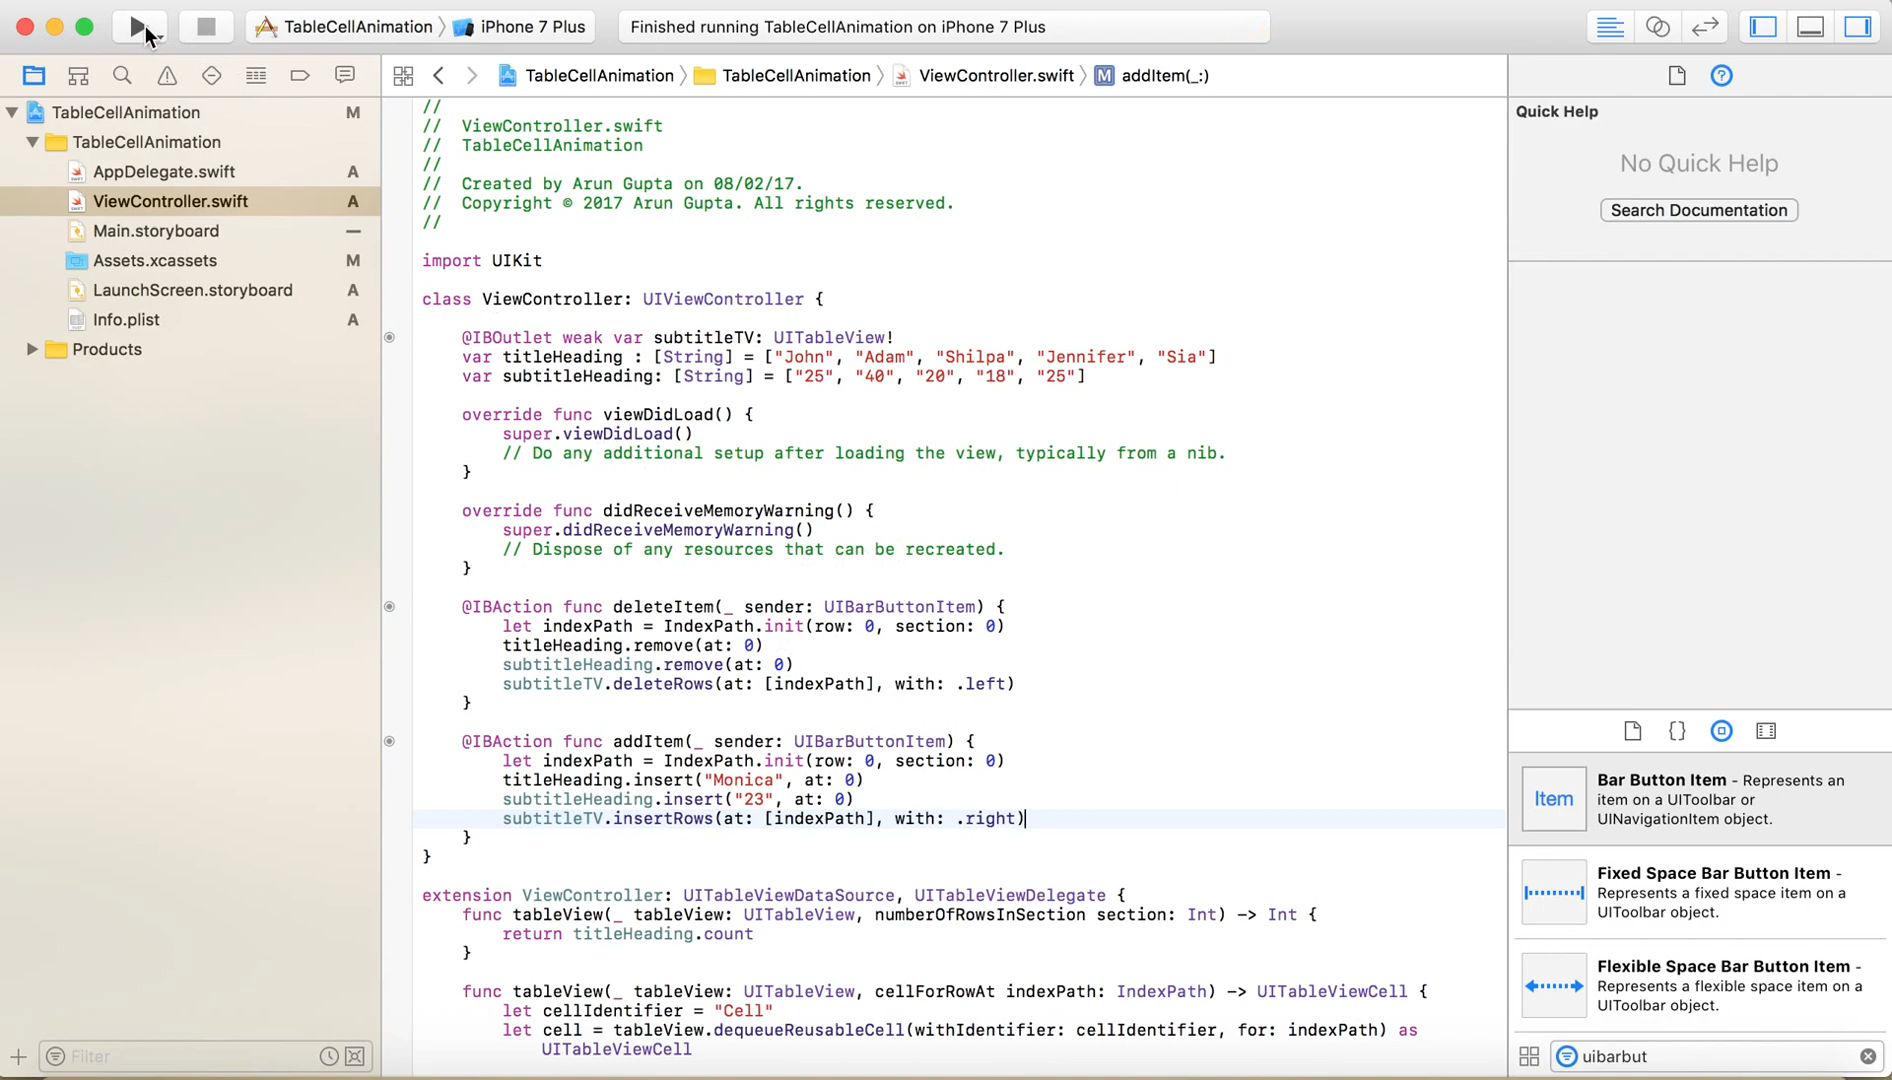 TableCellAnimation iPhone 7 Plus Finished running TableCellAnimation on iPhone 7 Plus
TableCellAnimation TableCellAnimation ViewController.swift M addItem(_:)
TableCellAnimation M
TableCellAnimation
AppDelegate.swift A
ViewController.swift A
Main.storyboard
Assets.xcassets M
LaunchScreen.storyboard A
Info.plist A
Products
Filter
//
// ViewController.swift
// TableCellAnimation
//
// Created by Arun Gupta on 08/02/17.
// Copyright © 2017 Arun Gupta. All rights reserved.
//
import UIKit
class ViewController: UIViewController {
@IBOutlet weak var subtitleTV: UITableView!
var titleHeading : [String] = ["John", "Adam", "Shilpa", "Jennifer", "Sia"]
var subtitleHeading: [String] = ["25", "40", "20", "18", "25"]
override func viewDidLoad() {
super.viewDidLoad()
// Do any additional setup after loading the view, typically from a nib.
}
override func didReceiveMemoryWarning() {
super.didReceiveMemoryWarning()
// Dispose of any resources that can be recreated.
}
@IBAction func deleteItem(_ sender: UIBarButtonItem) {
let indexPath = IndexPath.init(row: 0, section: 0)
titleHeading.remove(at: 0)
subtitleHeading.remove(at: 0)
subtitleTV.deleteRows(at: [indexPath], with: .left)
}
@IBAction func addItem(_ sender: UIBarButtonItem) {
let indexPath = IndexPath.init(row: 0, section: 0)
titleHeading.insert("Monica", at: 0)
subtitleHeading.insert("23", at: 0)
subtitleTV.insertRows(at: [indexPath], with: .right)
}
}
extension ViewController: UITableViewDataSource, UITableViewDelegate {
func tableView(_ tableView: UITableView, numberOfRowsInSection section: Int) -> Int {
return titleHeading.count
}
func tableView(_ tableView: UITableView, cellForRowAt indexPath: IndexPath) -> UITableViewCell {
let cellIdentifier = "Cell"
let cell = tableView.dequeueReusableCell(withIdentifier: cellIdentifier, for: indexPath) as
UITableViewCell
Quick Help
No Quick Help
Search Documentation
Item
Bar Button Item - Represents an
item on a UIToolbar or
UINavigationItem object.
Fixed Space Bar Button Item -
Represents a fixed space item on a
UIToolbar object.
Flexible Space Bar Button Item -
Represents a flexible space item on a
UIToolbar object.
uibarbut